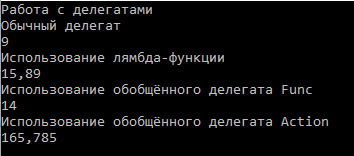 Работа с делегатами
Обычный делегат
9
Использование лямбда-функции
15,89
Использование обобщённого делегата Func
14
Использование обобщённого делегата Action
165,785